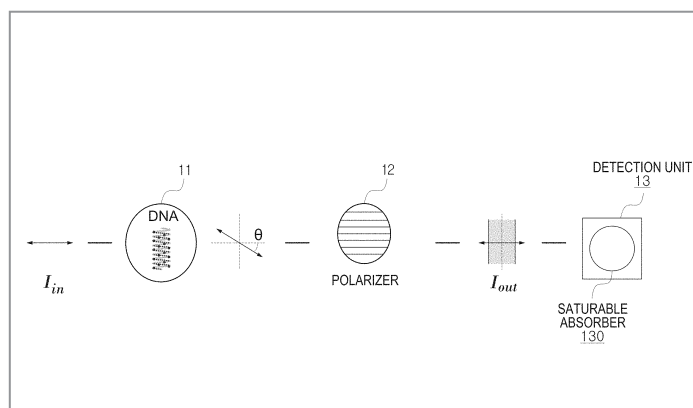 11
DNA
θ
12
POLARIZER
I_in
I_out
DETECTION UNIT
13
SATURABLE
ABSORBER
130